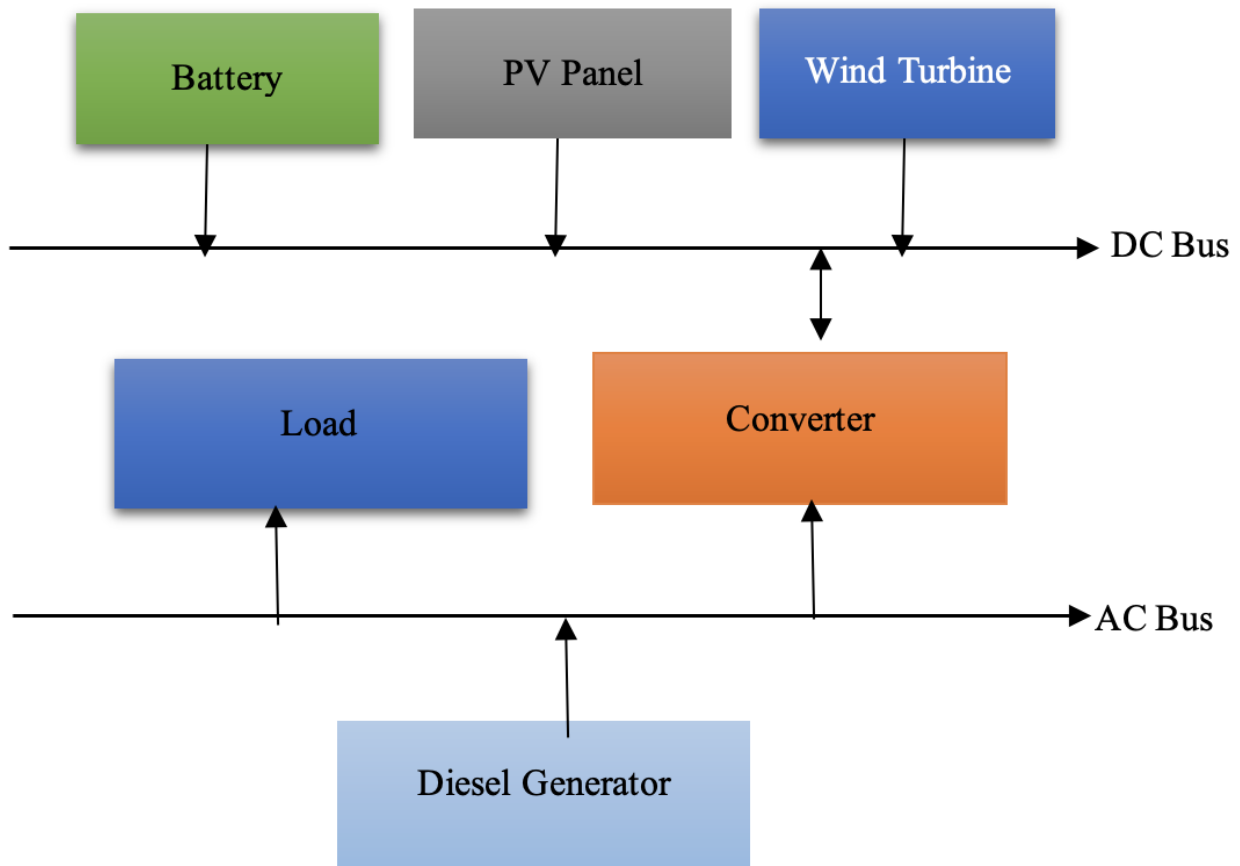 Battery
PV Panel
Wind Turbine
DC Bus
Load
Converter
AC Bus
Diesel Generator